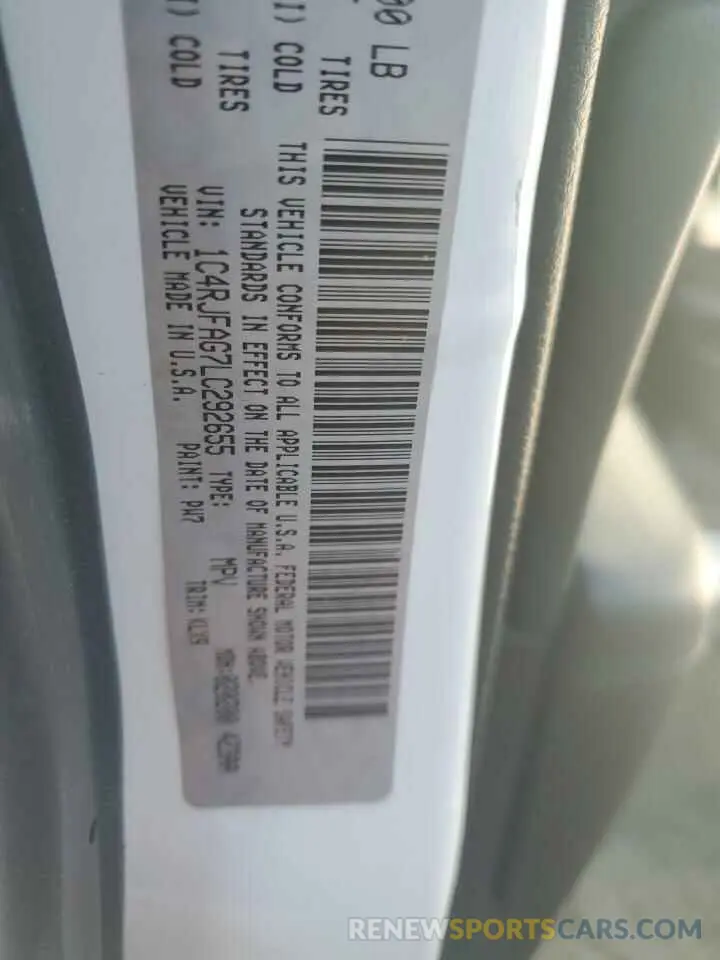 00 LB
TIRES
I) COLD
TIRES
I) COLD
THIS VEHICLE CONFORMS TO ALL APPLICABLE U.S.A. FEDERAL MOTOR VEHICLE SAFETY
STANDARDS IN EFFECT ON THE DATE OF MANUFACTURE SHOWN ABOVE.
VIN: 1C4RJFAG7LC292655 TYPE: MPV
VEHICLE MADE IN U.S.A. PAINT: PW7 TRIM:
RENEWSPORTSCARS.COM